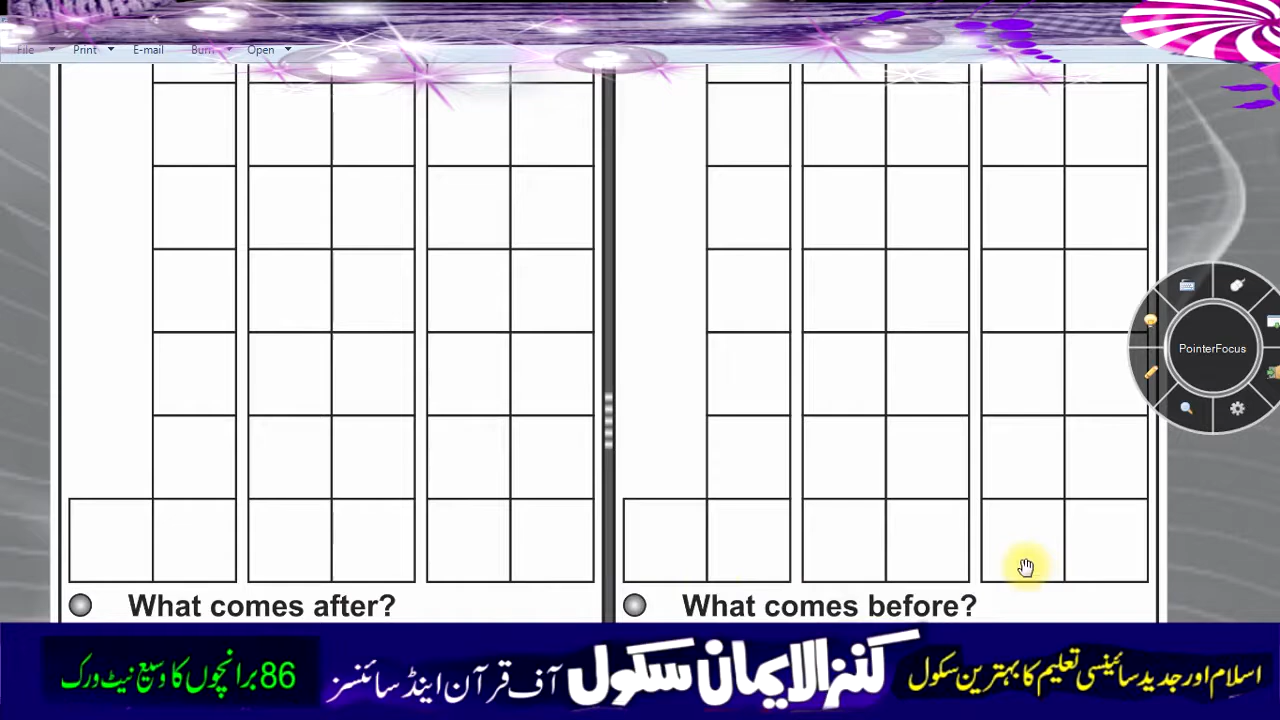 File Print E-mail Burn Open
PointerFocus
What comes after? What comes before?
اسلام اور جدید سائینسی تعلیم کا بہترین سکول کنزالایمان سکول آف قرآن اینڈ سائنسز 86 برانچوں کا وسیع نیٹ ورک